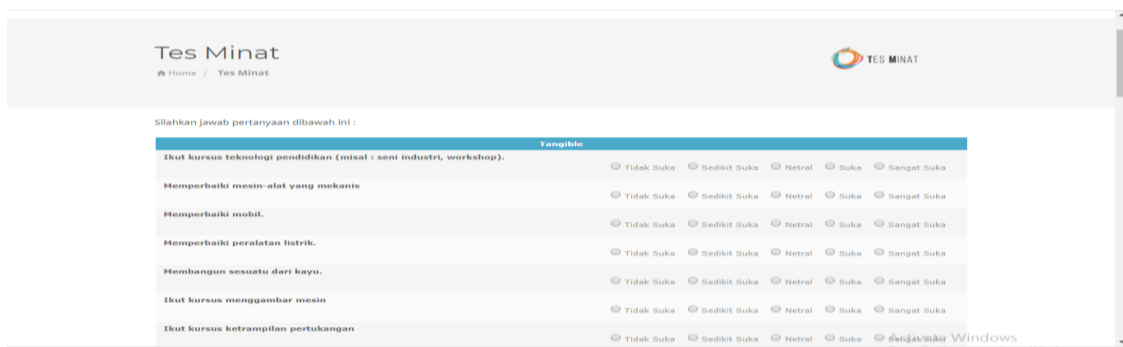 Tes Minat
Home / Tes Minat
TES MINAT
Silahkan jawab pertanyaan dibawah ini :
Tangible
Ikut kursus teknologi pendidikan (misal : seni industri, workshop).
Tidak Suka Sedikit Suka Netral Suka Sangat Suka
Memperbaiki mesin-alat yang mekanis
Tidak Suka Sedikit Suka Netral Suka Sangat Suka
Memperbaiki mobil.
Tidak Suka Sedikit Suka Netral Suka Sangat Suka
Memperbaiki peralatan listrik.
Tidak Suka Sedikit Suka Netral Suka Sangat Suka
Membangun sesuatu dari kayu.
Tidak Suka Sedikit Suka Netral Suka Sangat Suka
Ikut kursus menggambar mesin
Tidak Suka Sedikit Suka Netral Suka Sangat Suka
Ikut kursus ketrampilan pertukangan
Tidak Suka Sedikit Suka Netral Suka Sangat Suka
Activate Windows